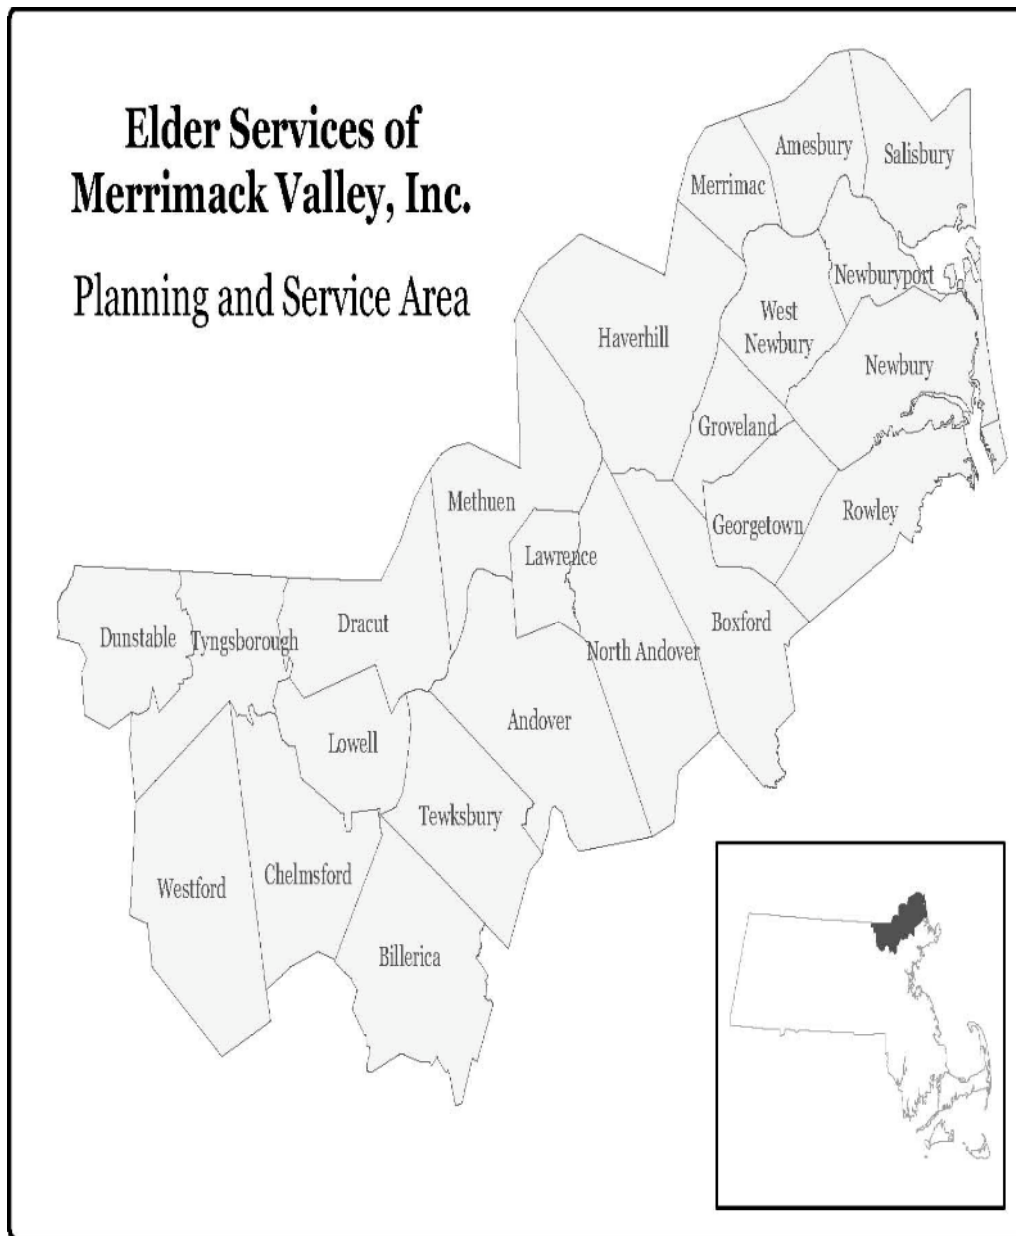 Elder Services of
Merrimack Valley, Inc.
Planning and Service Area
Amesbury
Salisbury
Merrimac
Newburyport
West
Newbury
Haverhill
Newbury
Groveland
Methuen
Georgetown
Rowley
Lawrence
Dunstable
Tyngsborough
Dracut
North Andover
Boxford
Lowell
Andover
Tewksbury
Westford
Chelmsford
Billerica